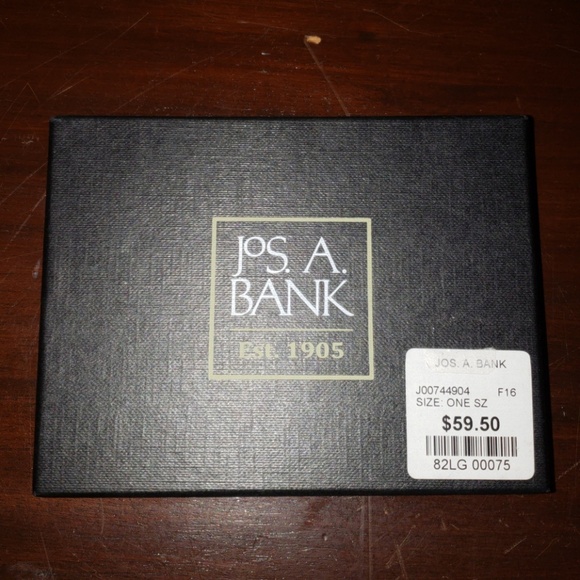 JOS. A.
BANK
Est. 1905
JOS. A. BANK
J00744904 F16
SIZE: ONE SZ
$59.50
82LG 00075